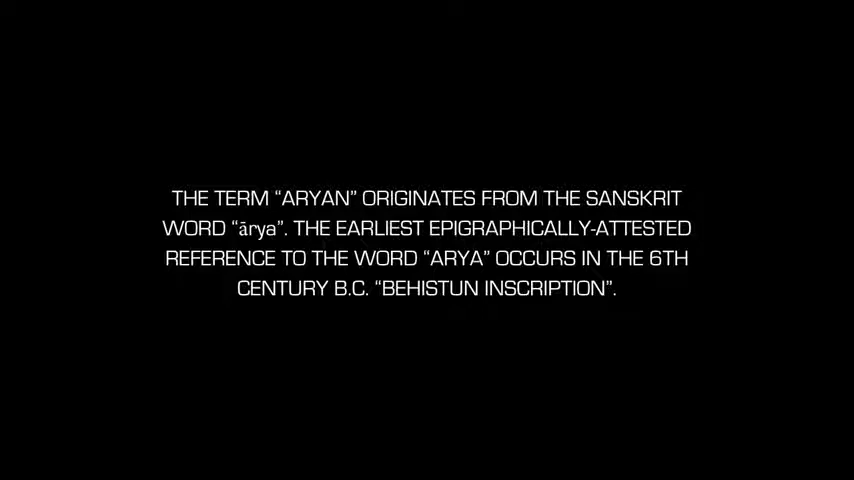 THE TERM “ARYAN” ORIGINATES FROM THE SANSKRIT
WORD “ārya”. THE EARLIEST EPIGRAPHICALLY-ATTESTED
REFERENCE TO THE WORD “ARYA” OCCURS IN THE 6TH
CENTURY B.C. “BEHISTUN INSCRIPTION”.